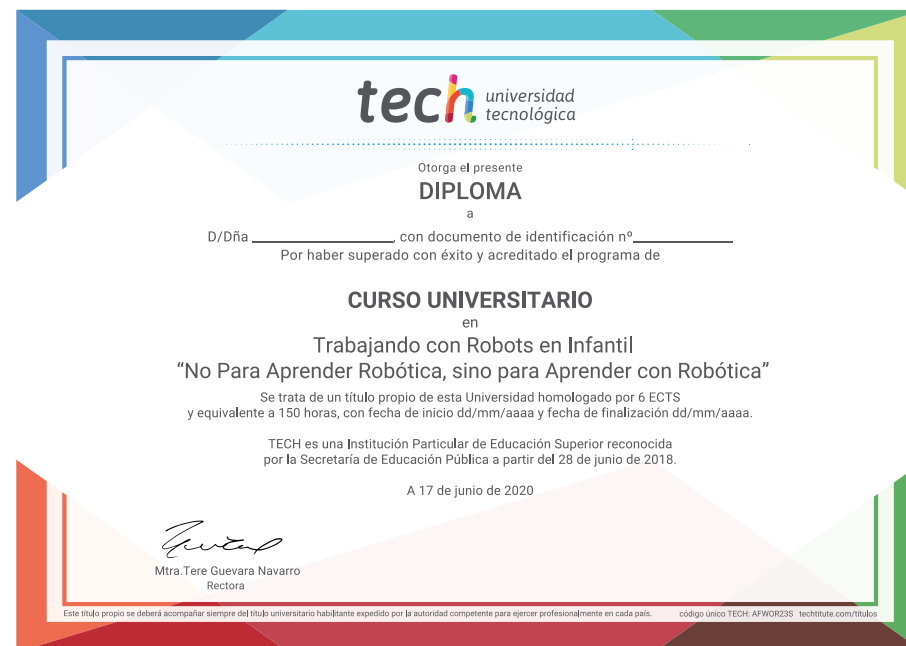 tech universidad
tecnológica
Otorga el presente
DIPLOMA
a
D/Dña ____________, con documento de identificación nº____________
Por haber superado con éxito y acreditado el programa de
CURSO UNIVERSITARIO
en
Trabajando con Robots en Infantil
“No Para Aprender Robótica, sino para Aprender con Robótica”
Se trata de un título propio de esta Universidad homologado por 6 ECTS
y equivalente a 150 horas, con fecha de inicio dd/mm/aaaa y fecha de finalización dd/mm/aaaa.
TECH es una Institución Particular de Educación Superior reconocida
por la Secretaría de Educación Pública a partir del 28 de junio de 2018.
A 17 de junio de 2020
Mtra.Tere Guevara Navarro
Rectora
Este título propio se deberá acompañar siempre del título universitario habilitante expedido por la autoridad competente para ejercer profesionalmente en cada país. código único TECH: AFWOR23S techtitute.com/titulos